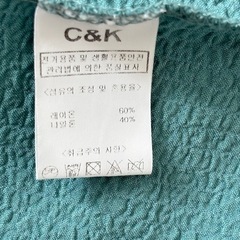 C&K
전기용품 및 생활용품안전
관리법에 의한 품질표시
<섬유의 조성 및 혼용율>
레이온 60%
나일론 40%
<취급주의 사항>